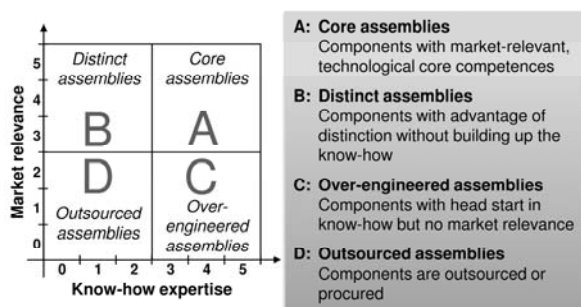 Market relevance
5
4
3
2
1
0
Distinct
assemblies
Core
assemblies
B
A
D
C
Outsourced
assemblies
Over-
engineered
assemblies
0 1 2 3 4 5
Know-how expertise
A: Core assemblies
Components with market-relevant,
technological core competences
B: Distinct assemblies
Components with advantage of
distinction without building up the
know-how
C: Over-engineered assemblies
Components with head start in
know-how but no market relevance
D: Outsourced assemblies
Components are outsourced or
procured